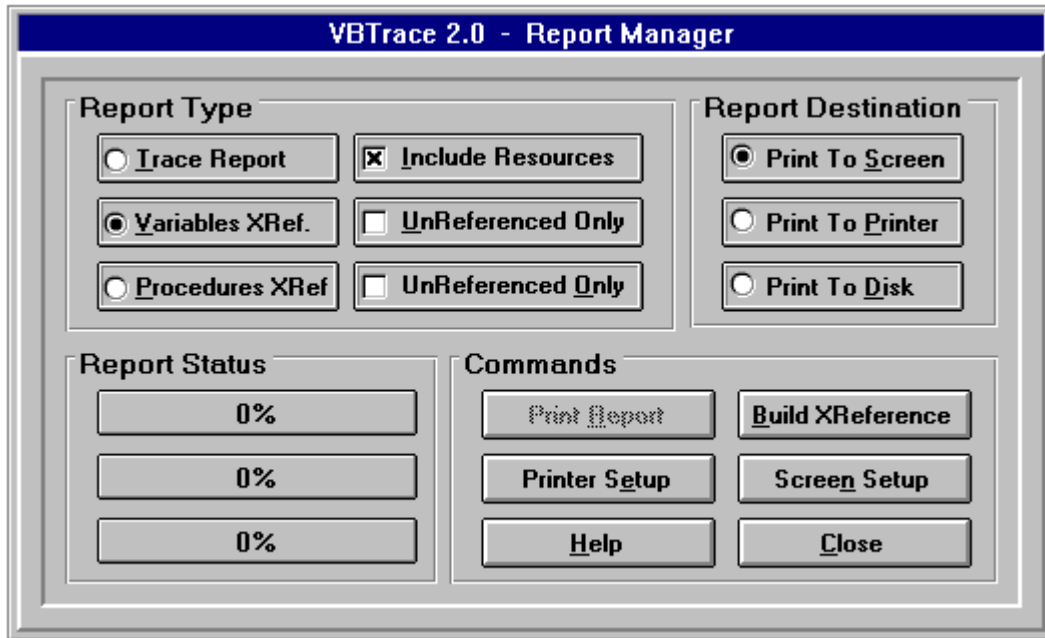 VBTrace 2.0 - Report Manager
Report Type
Trace Report
Include Resources
Variables XRef.
UnReferenced Only
Procedures XRef
UnReferenced Only
Report Destination
Print To Screen
Print To Printer
Print To Disk
Report Status
0%
0%
0%
Commands
Print Report
Build XReference
Printer Setup
Screen Setup
Help
Close